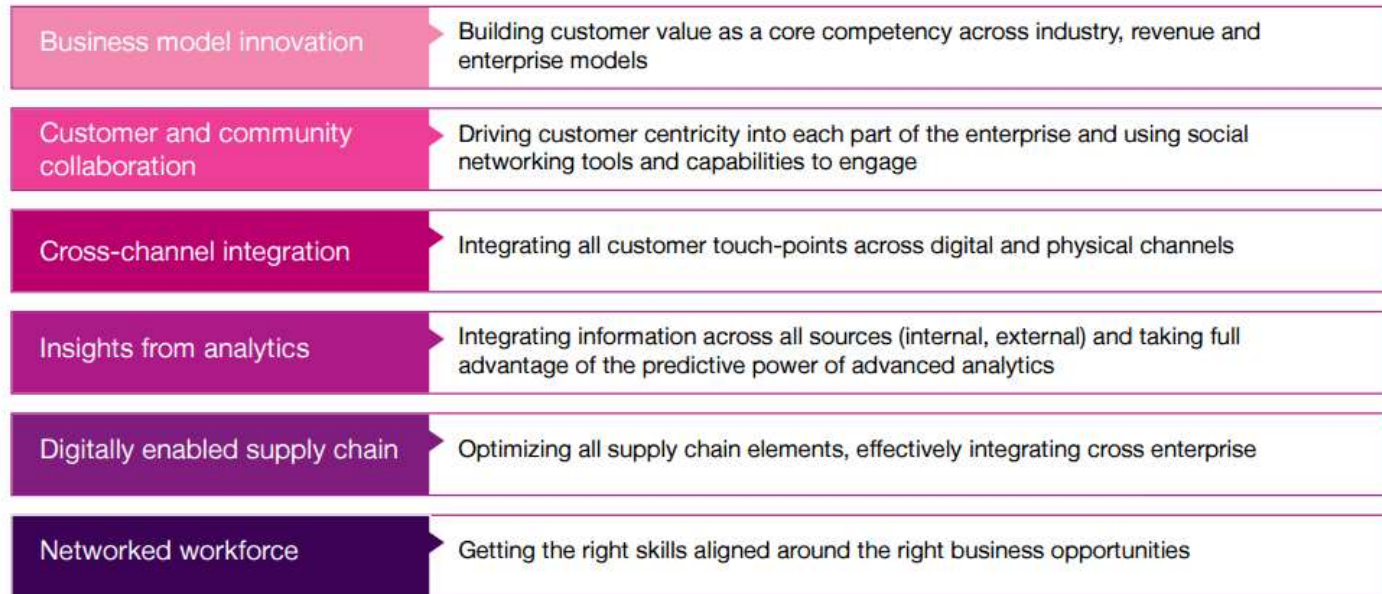 Business model innovation
Building customer value as a core competency across industry, revenue and
enterprise models
Customer and community
collaboration
Driving customer centricity into each part of the enterprise and using social
networking tools and capabilities to engage
Cross-channel integration
Integrating all customer touch-points across digital and physical channels
Insights from analytics
Integrating information across all sources (internal, external) and taking full
advantage of the predictive power of advanced analytics
Digitally enabled supply chain
Optimizing all supply chain elements, effectively integrating cross enterprise
Networked workforce
Getting the right skills aligned around the right business opportunities